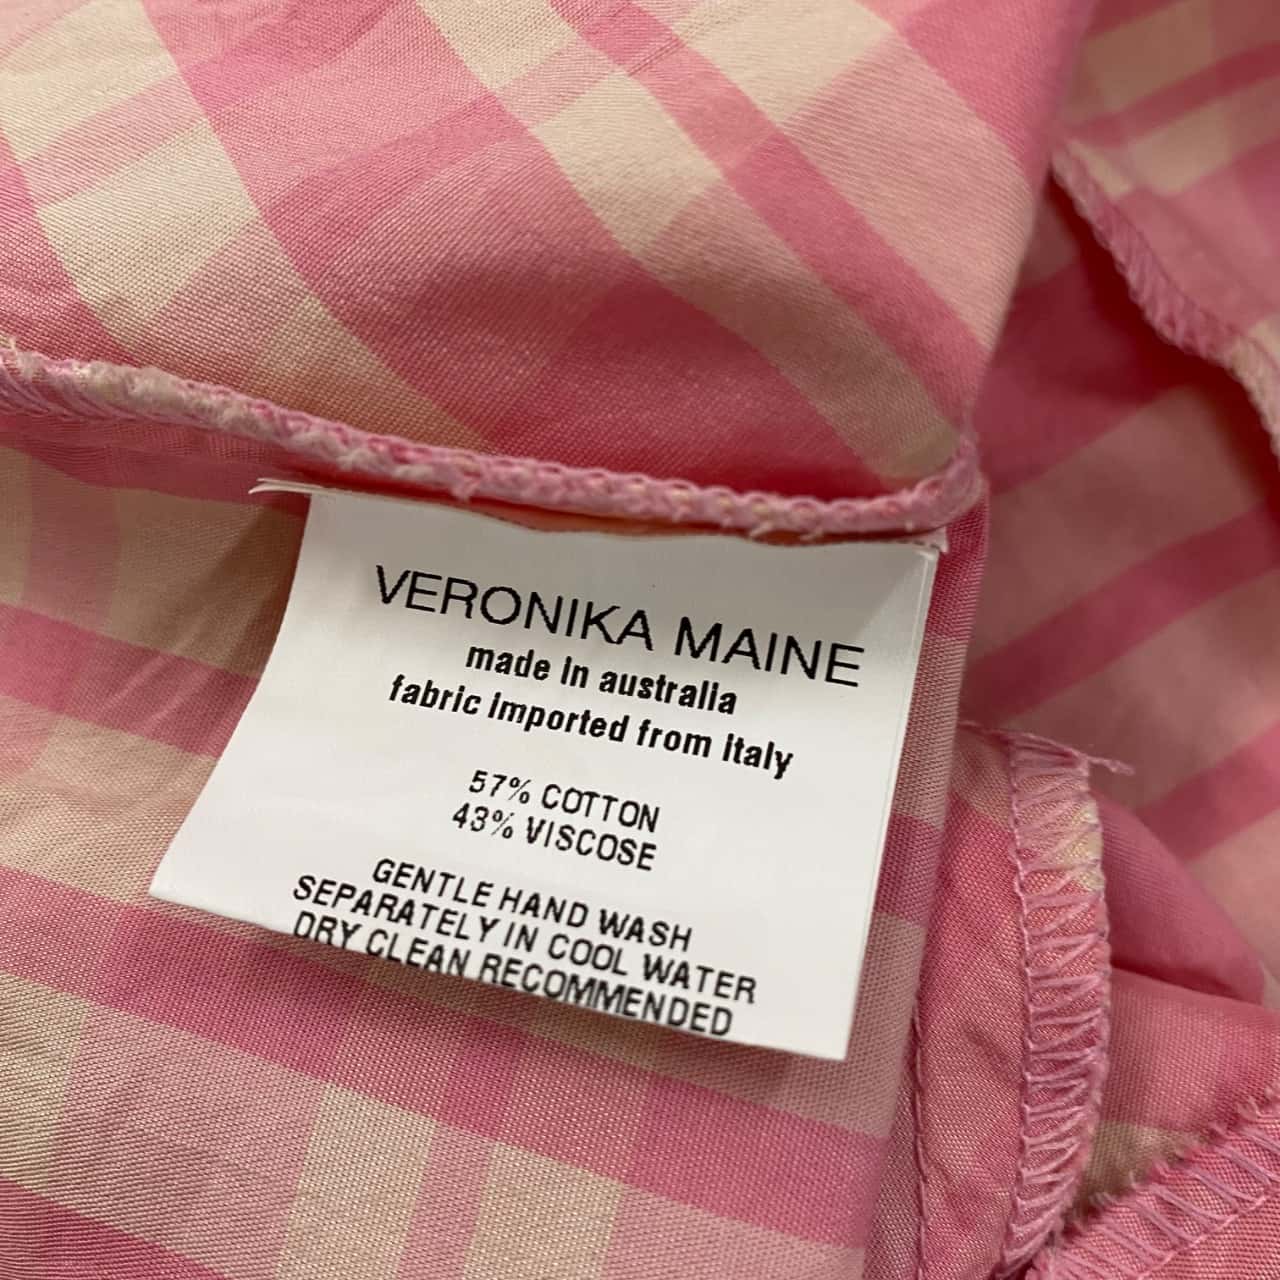 VERONIKA MAINE
made in australia
fabric imported from italy
57% COTTON
43% VISCOSE
GENTLE HAND WASH
SEPARATELY IN COOL WATER
DRY CLEAN RECOMMENDED